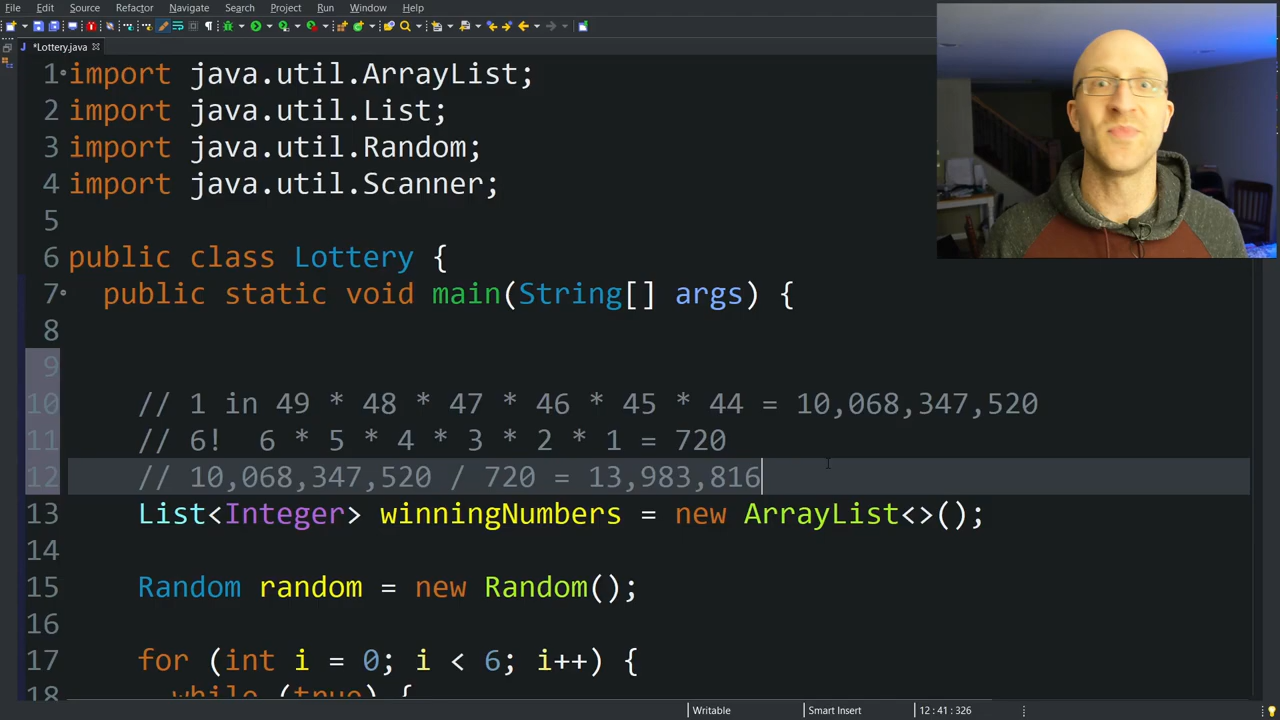 File Edit Source Refactor Navigate Search Project Run Window Help
*Lottery.java
1 import java.util.ArrayList;
2 import java.util.List;
3 import java.util.Random;
4 import java.util.Scanner;
5
6 public class Lottery {
7 public static void main(String[] args) {
8
9
10 // 1 in 49 * 48 * 47 * 46 * 45 * 44 = 10,068,347,520
11 // 6!  6 * 5 * 4 * 3 * 2 * 1 = 720
12 // 10,068,347,520 / 720 = 13,983,816
13 List<Integer> winningNumbers = new ArrayList<>();
14
15 Random random = new Random();
16
17 for (int i = 0; i < 6; i++) {
18 while (true) {
Writable Smart Insert 12 : 41 : 326